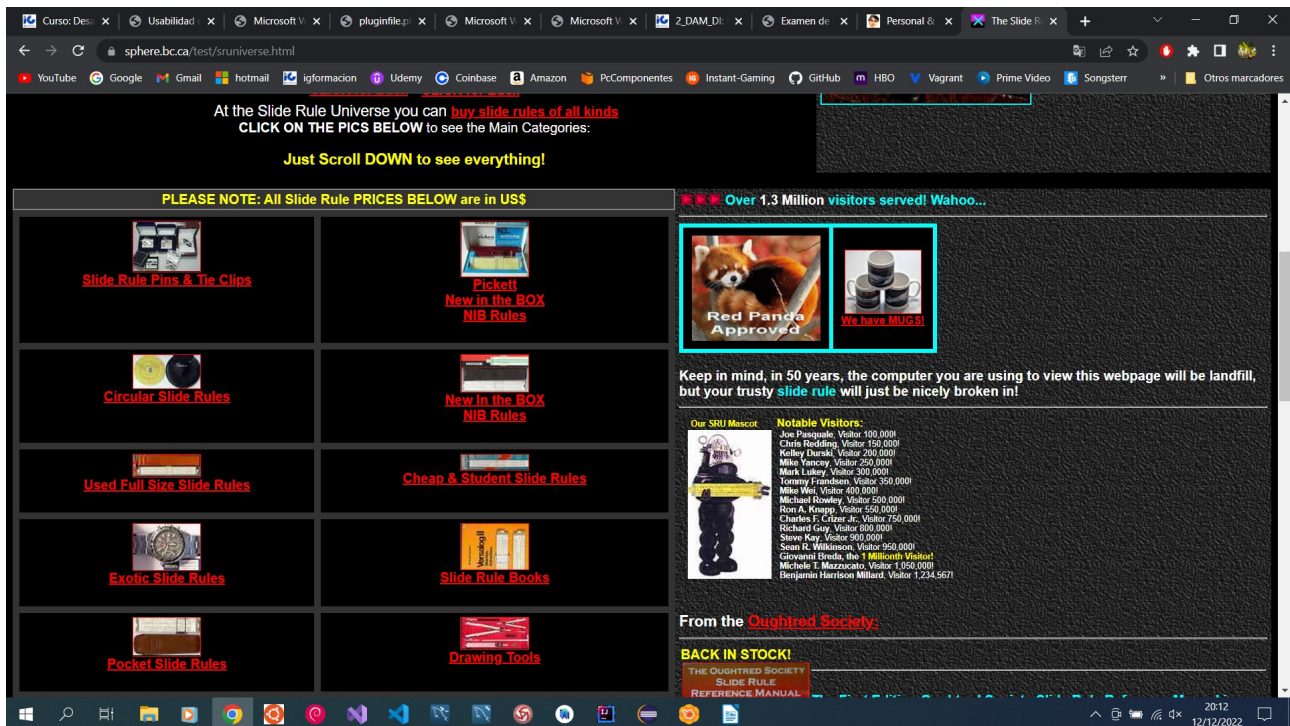 Curso: Desa
Usabilidad
Microsoft
pluginfile.p
Microsoft
Microsoft
2_DAM_DI:
Examen de
Personal &
The Slide R
sphere.bc.ca/test/sruniverse.html
YouTube
Google
Gmail
hotmail
igformacion
Udemy
Coinbase
Amazon
PcComponentes
Instant-Gaming
GitHub
HBO
Vagrant
Prime Video
Songsterr
»
Otros marcadores
At the Slide Rule Universe you can buy slide rules of all kinds
CLICK ON THE PICS BELOW to see the Main Categories:
Just Scroll DOWN to see everything!
PLEASE NOTE: All Slide Rule PRICES BELOW are in US$
Slide Rule Pins & Tie Clips
Pickett
New in the BOX
NIB Rules
Circular Slide Rules
New In the BOX
NIB Rules
Used Full Size Slide Rules
Cheap & Student Slide Rules
Exotic Slide Rules
Versalog II
Slide Rule Books
Pocket Slide Rules
Drawing Tools
Over 1.3 Million visitors served! Wahoo...
Red Panda
Approved
We have MUGS!
Keep in mind, in 50 years, the computer you are using to view this webpage will be landfill,
but your trusty slide rule will just be nicely broken in!
Our SRU Mascot
Notable Visitors:
Joe Pasquale, Visitor 100,000!
Chris Redding, Visitor 150,000!
Kelley Durski, Visitor 200,000!
Mike Yancey, Visitor 250,000!
Mark Lukey, Visitor 300,000!
Tommy Frandsen, Visitor 350,000!
Mike Wei, Visitor 400,000!
Michael Rowley, Visitor 500,000!
Ron A. Knapp, Visitor 550,000!
Charles F. Crizer Jr., Visitor 750,000!
Richard Guy, Visitor 800,000!
Steve Kay, Visitor 900,000!
Sean R. Wilkinson, Visitor 950,000!
Giovanni Breda, the 1 Millionth Visitor!
Michele T. Mazzucato, Visitor 1,050,000!
Benjamin Harrison Millard, Visitor 1,234,567!
From the Oughtred Society:
BACK IN STOCK!
THE OUGHTRED SOCIETY
SLIDE RULE
REFERENCE MANUAL
The First Edition Oughtred Society Slide Rule Reference Manual is
20:12
12/12/2022